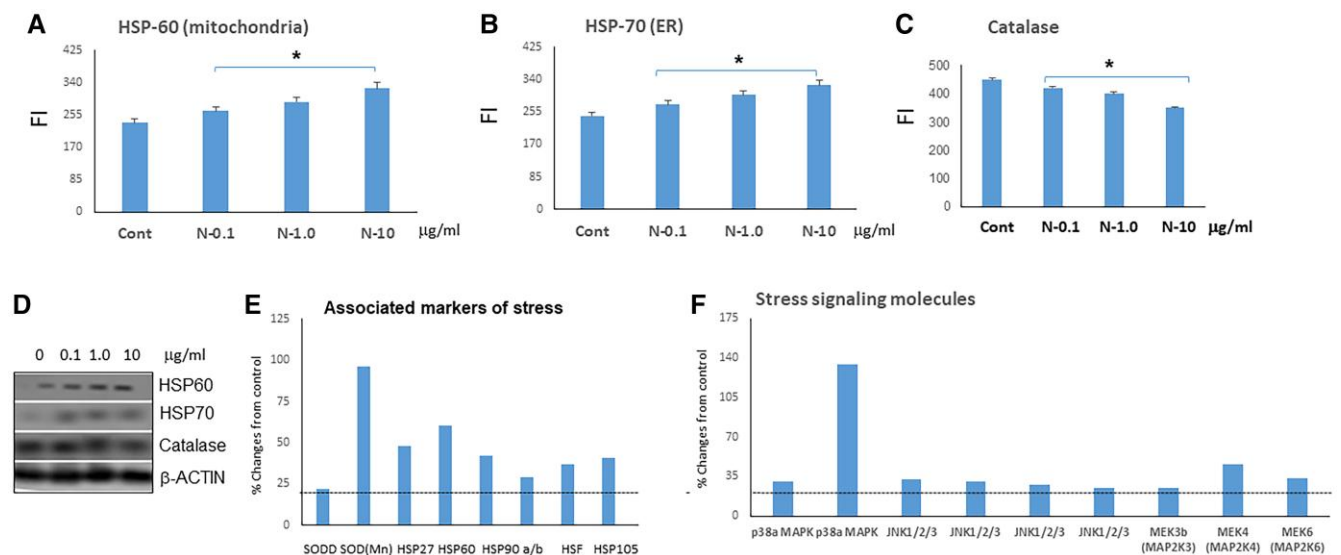 A
HSP-60 (mitochondria)
425
340
255
170
85
0
FI
*
Cont N-0.1 N-1.0 N-10 µg/ml
B
HSP-70 (ER)
425
340
255
170
85
0
FI
*
Cont N-0.1 N-1.0 N-10 µg/ml
C
Catalase
500
400
300
200
100
0
FI
*
Cont N-0.1 N-1.0 N-10 µg/ml
D
0 0.1 1.0 10 µg/ml
HSP60
HSP70
Catalase
β-ACTIN
E
Associated markers of stress
125
100
75
50
25
0
% Changes from control
SODD SOD(Mn) HSP27 HSP60 HSP90 a/b HSF HSP105
F
Stress signaling molecules
175
140
105
70
35
0
% Changes from control
p38a MAPK p38a MAPK JNK1/2/3 JNK1/2/3 JNK1/2/3 JNK1/2/3 MEK3b MEK4 MEK6
(MAP2K3) (MAP2K4) (MAP2K6)